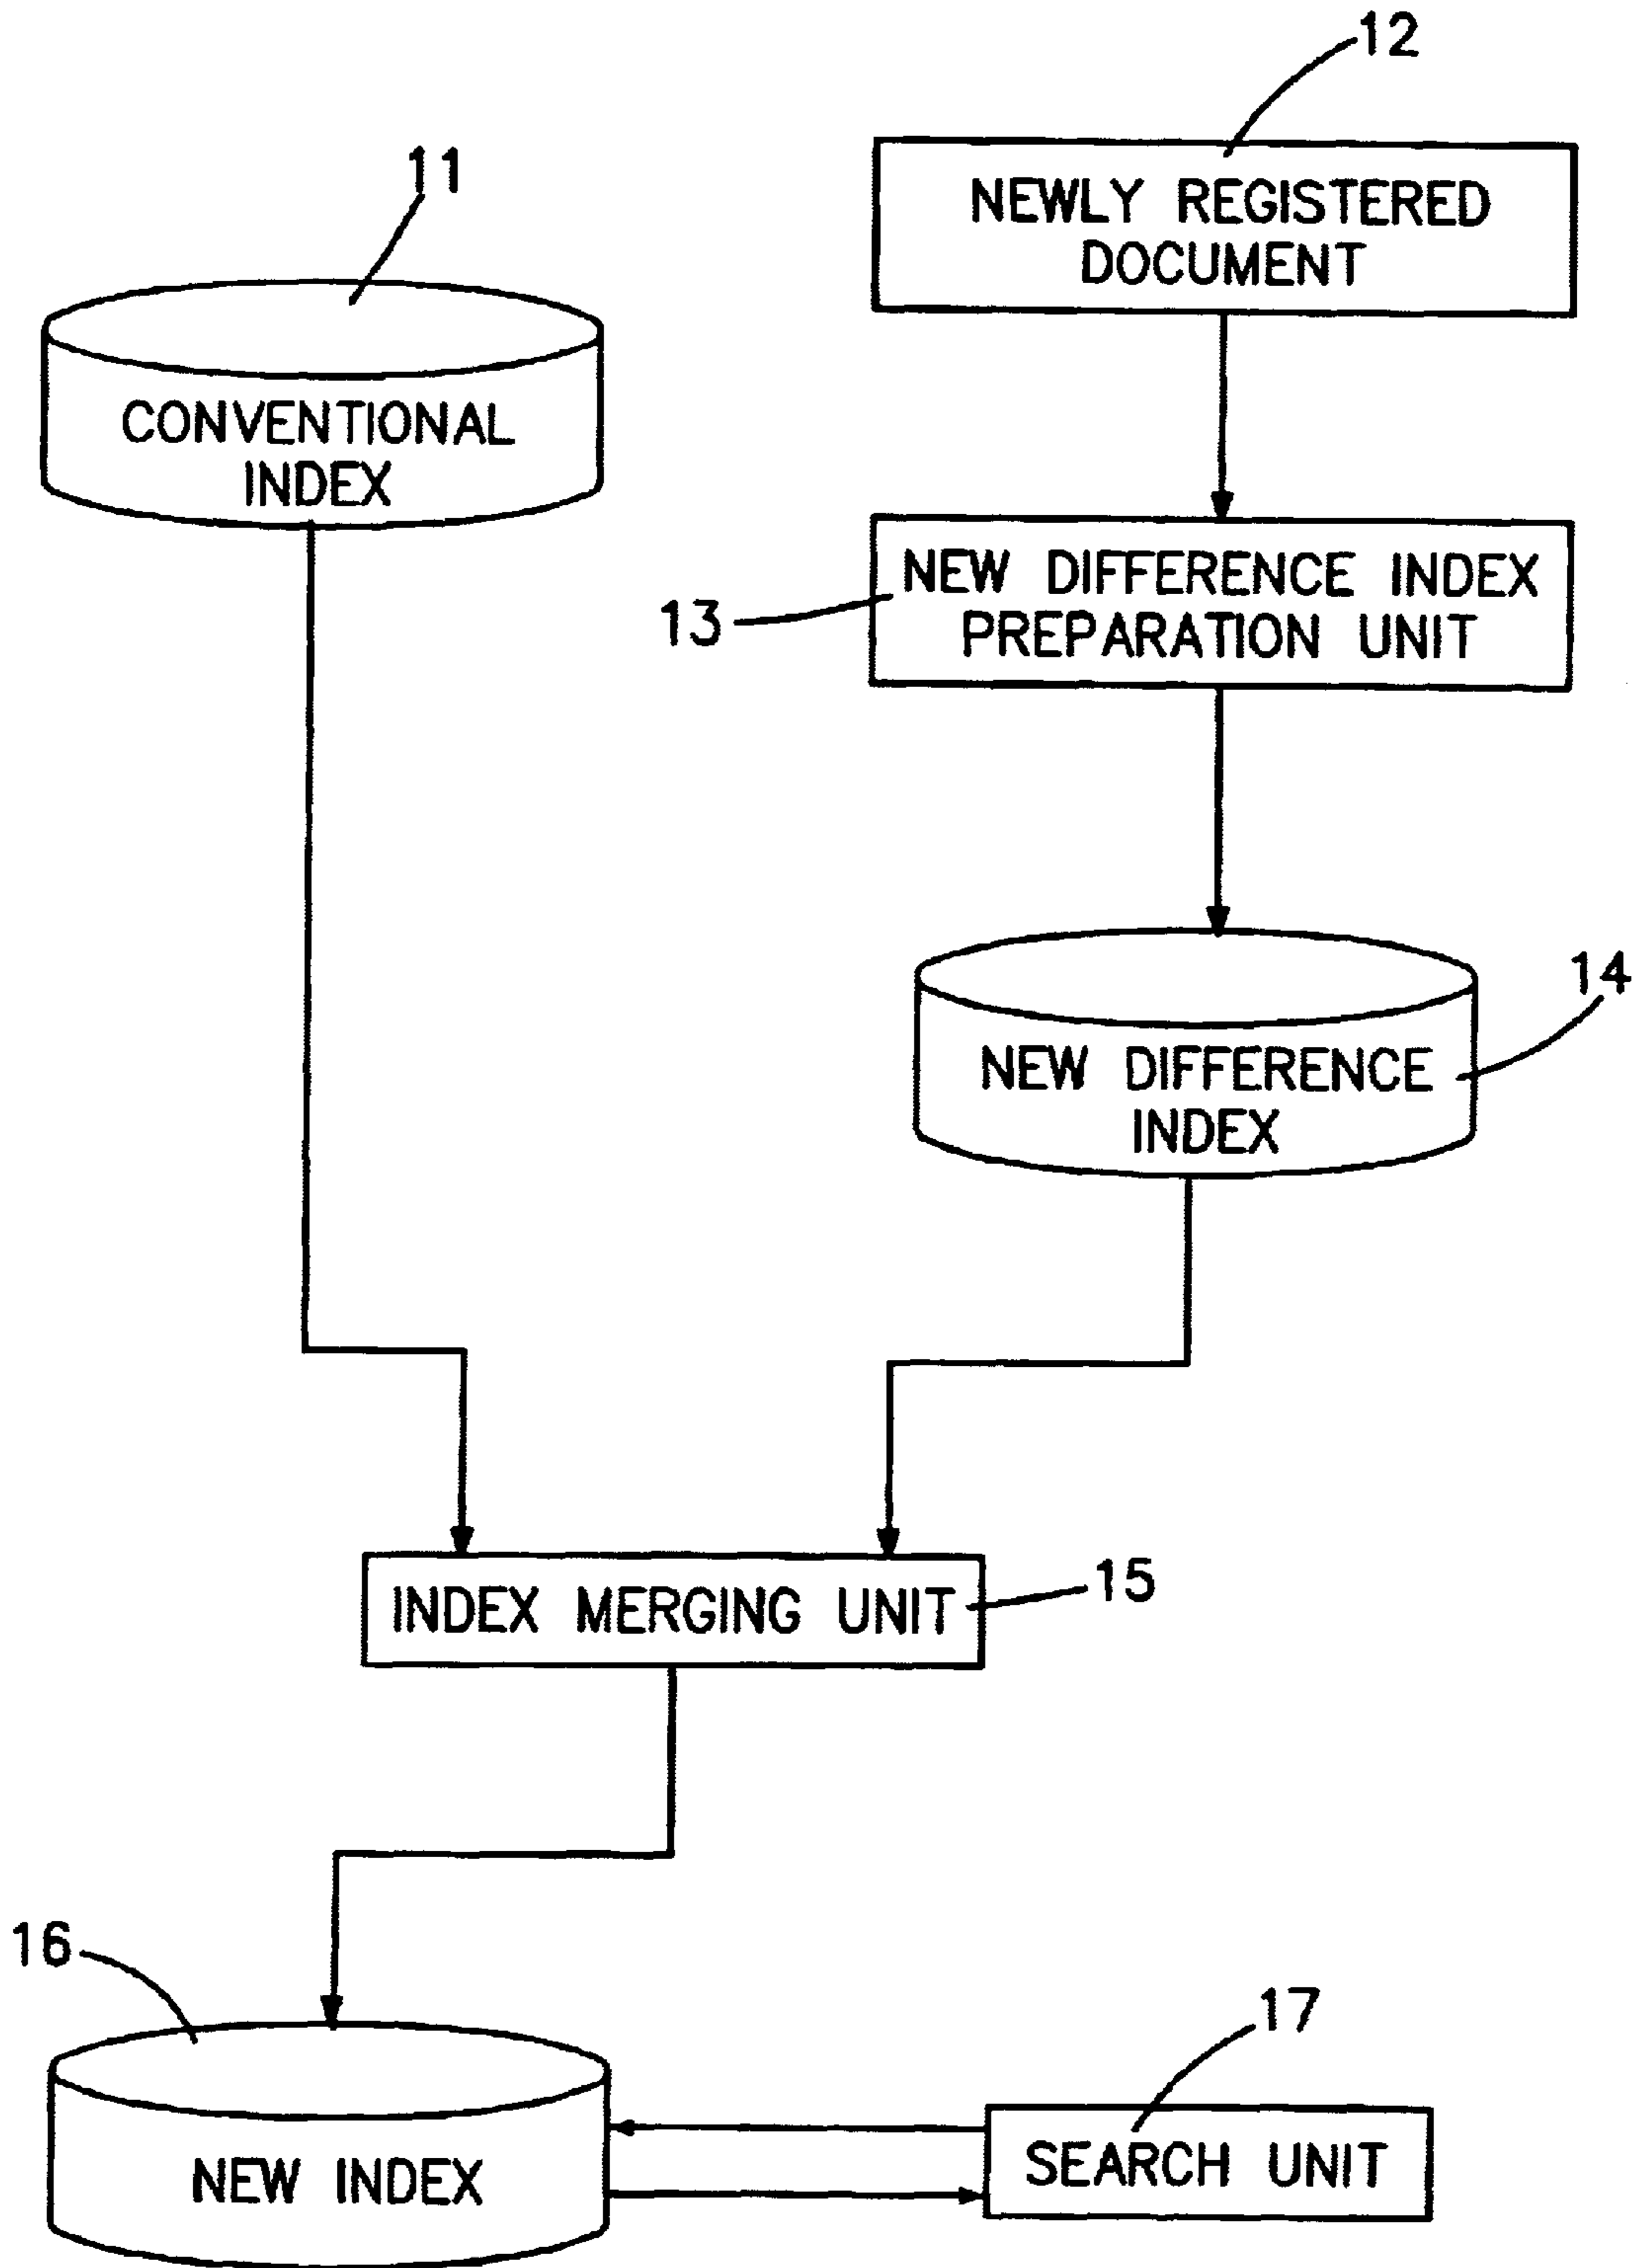 12
11
NEWLY REGISTERED
DOCUMENT
CONVENTIONAL
INDEX
NEW DIFFERENCE INDEX
PREPARATION UNIT
13
14
NEW DIFFERENCE
INDEX
INDEX MERGING UNIT
15
16
17
NEW INDEX
SEARCH UNIT